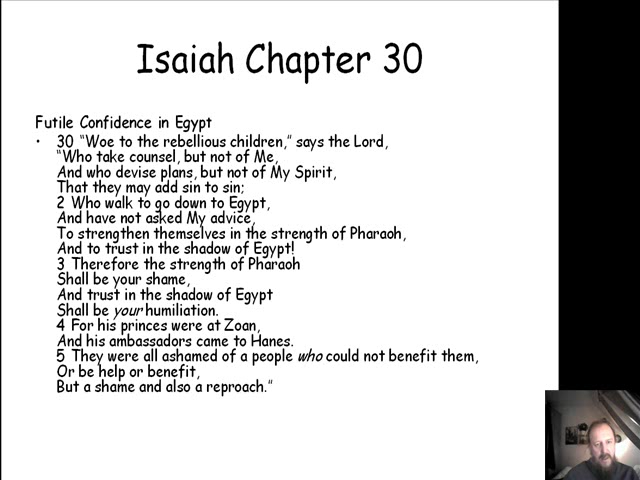 Isaiah Chapter 30
Futile Confidence in Egypt
• 30 “Woe to the rebellious children,” says the Lord,
“Who take counsel, but not of Me,
And who devise plans, but not of My Spirit,
That they may add sin to sin;
2 Who walk to go down to Egypt,
And have not asked My advice,
To strengthen themselves in the strength of Pharaoh,
And to trust in the shadow of Egypt!
3 Therefore the strength of Pharaoh
Shall be your shame,
And trust in the shadow of Egypt
Shall be your humiliation.
4 For his princes were at Zoan,
And his ambassadors came to Hanes.
5 They were all ashamed of a people who could not benefit them,
Or be help or benefit,
But a shame and also a reproach.”